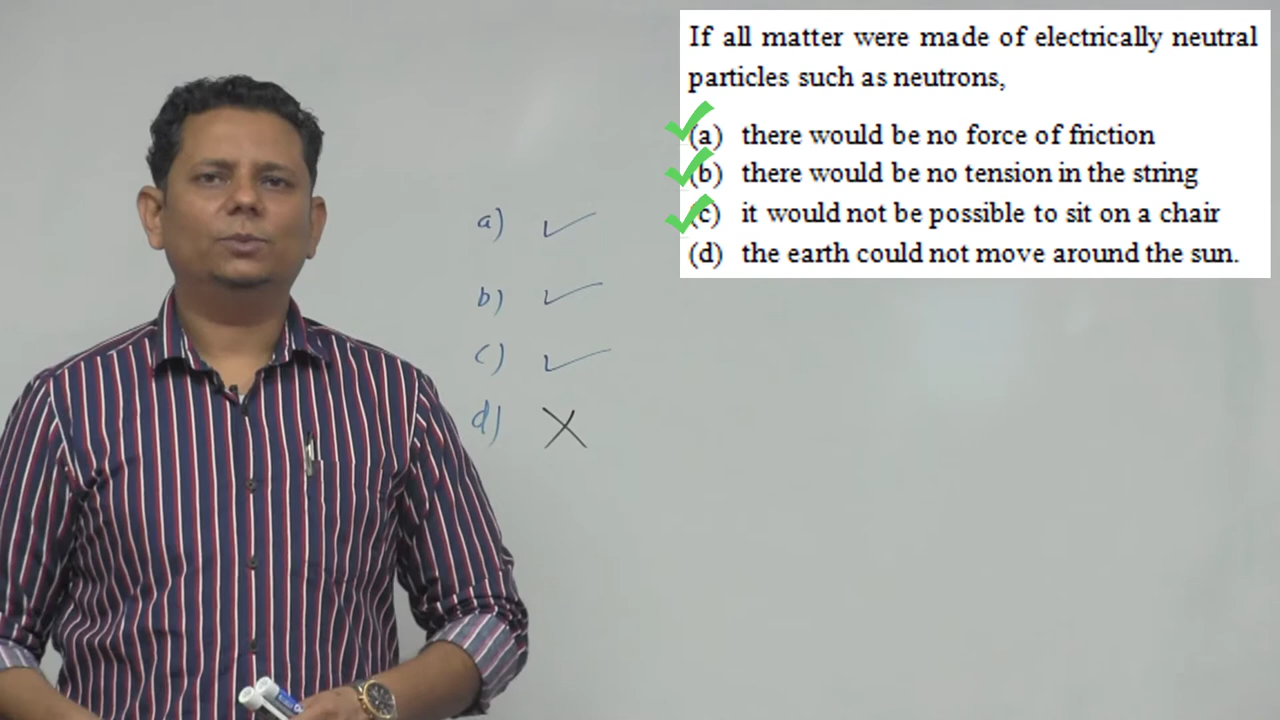 If all matter were made of electrically neutral
particles such as neutrons,
(a) there would be no force of friction
(b) there would be no tension in the string
(c) it would not be possible to sit on a chair
(d) the earth could not move around the sun.
a) ✓
b) ✓
c) ✓
d) X